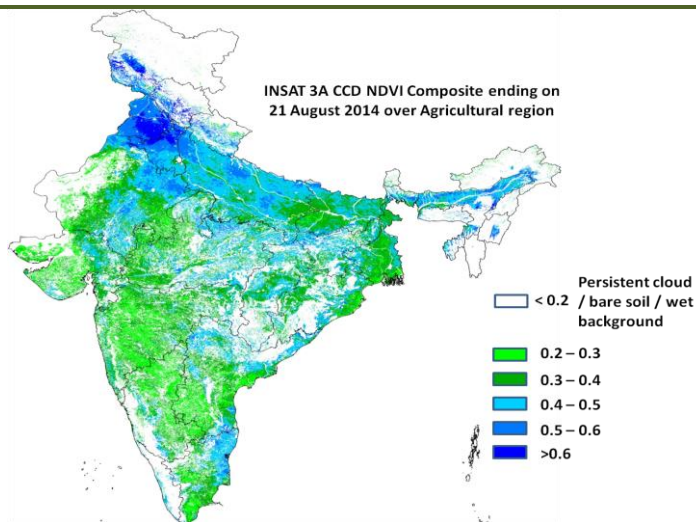 INSAT 3A CCD NDVI Composite ending on
21 August 2014 over Agricultural region
< 0.2 Persistent cloud
/ bare soil / wet
background
0.2 – 0.3
0.3 – 0.4
0.4 – 0.5
0.5 – 0.6
>0.6